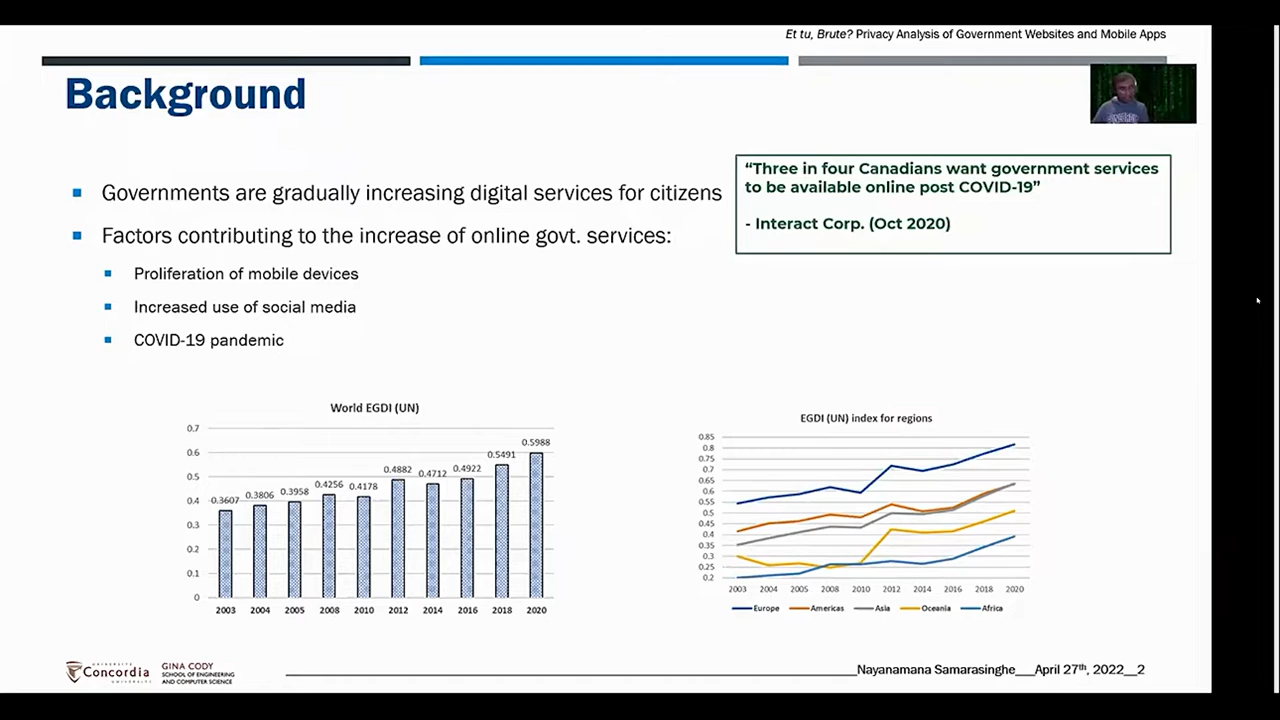 Et tu, Brute? Privacy Analysis of Government Websites and Mobile Apps
Background
Governments are gradually increasing digital services for citizens
Factors contributing to the increase of online govt. services:
Proliferation of mobile devices
Increased use of social media
COVID-19 pandemic
“Three in four Canadians want government services
to be available online post COVID-19”
- Interact Corp. (Oct 2020)
World EGDI (UN)
0.7
0.6
0.5
0.4
0.3
0.2
0.1
0
0.3607
0.3806
0.3958
0.4256
0.4178
0.4882
0.4712
0.4922
0.5491
0.5988
2003 2004 2005 2008 2010 2012 2014 2016 2018 2020
EGDI (UN) index for regions
0.85
0.8
0.75
0.7
0.65
0.6
0.55
0.5
0.45
0.4
0.35
0.3
0.25
0.2
2003 2004 2005 2008 2010 2012 2014 2016 2018 2020
Europe Americas Asia Oceania Africa
UNIVERSITÉ
Concordia
UNIVERSITY
GINA CODY
SCHOOL OF ENGINEERING
AND COMPUTER SCIENCE
Nayanamana Samarasinghe__April 27th, 2022__2